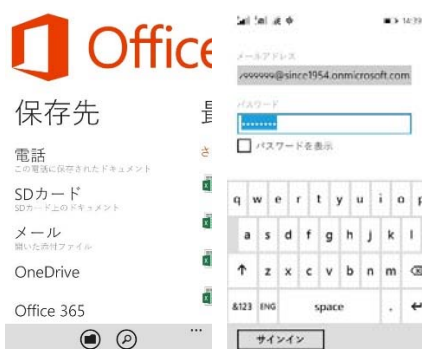 Office
保存先
電話
この電話に保存されたドキュメント
SDカード
SDカード上のドキュメント
メール
開いた添付ファイル
OneDrive
Office 365
14:39
メールアドレス
999999@since1954.onmicrosoft.com
パスワード
パスワードを表示
q w e r t y u i o p
a s d f g h j k l
z x c v b n m
&123 ENG space .
サインイン